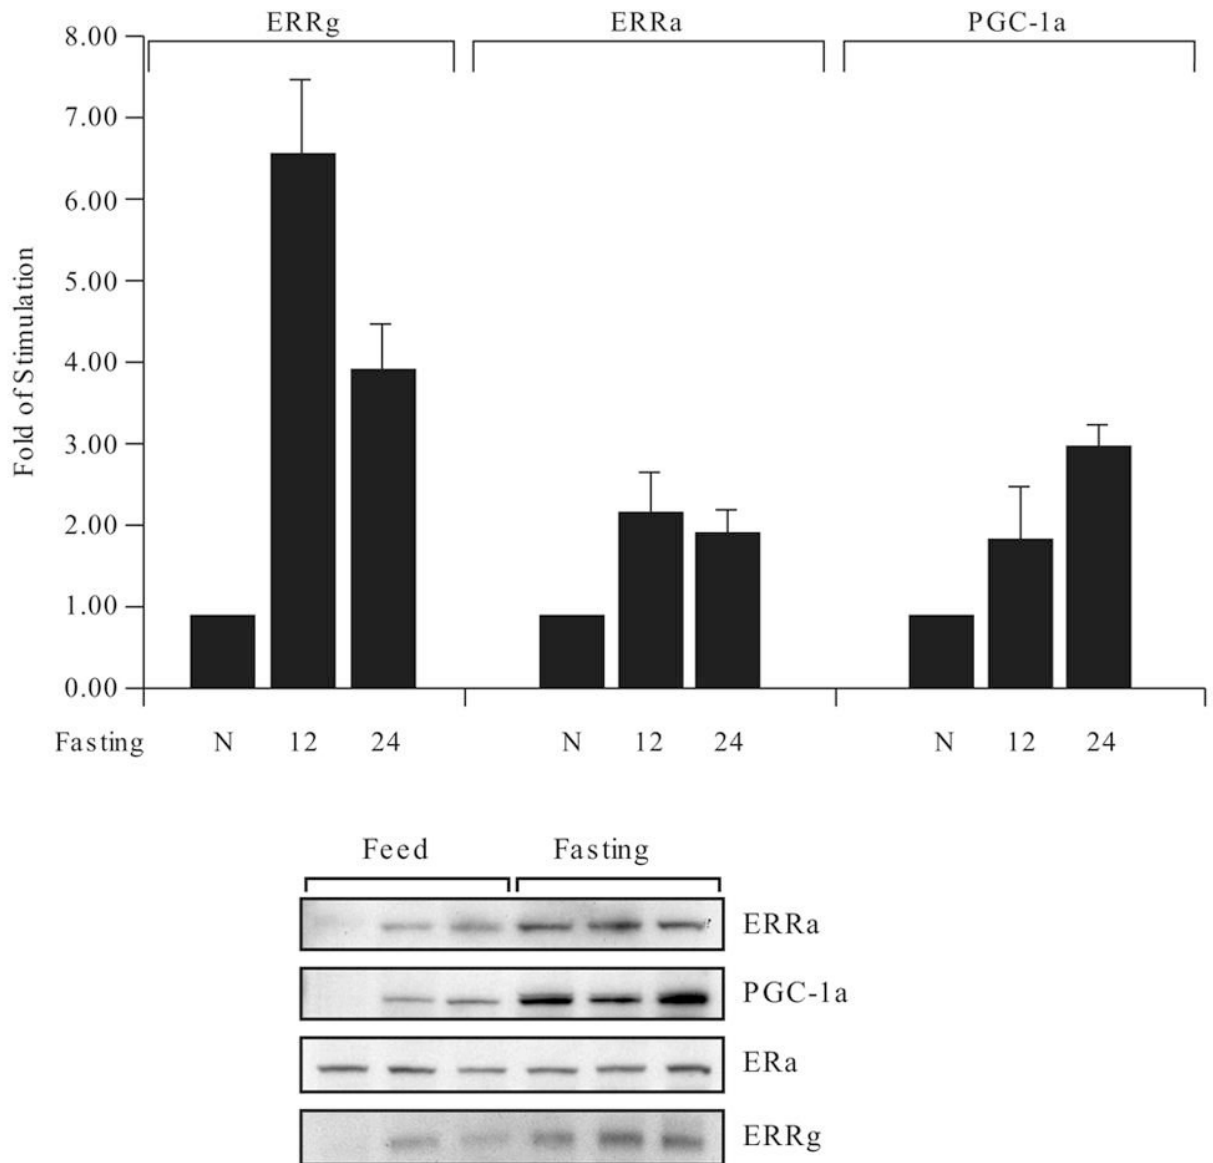 ERRg ERRa PGC-1a
8.00
7.00
6.00
5.00
4.00
3.00
2.00
1.00
0.00
Fold of Stimulation
Fasting N 12 24 N 12 24 N 12 24
Feed Fasting
ERRa
PGC-1a
ERa
ERRg